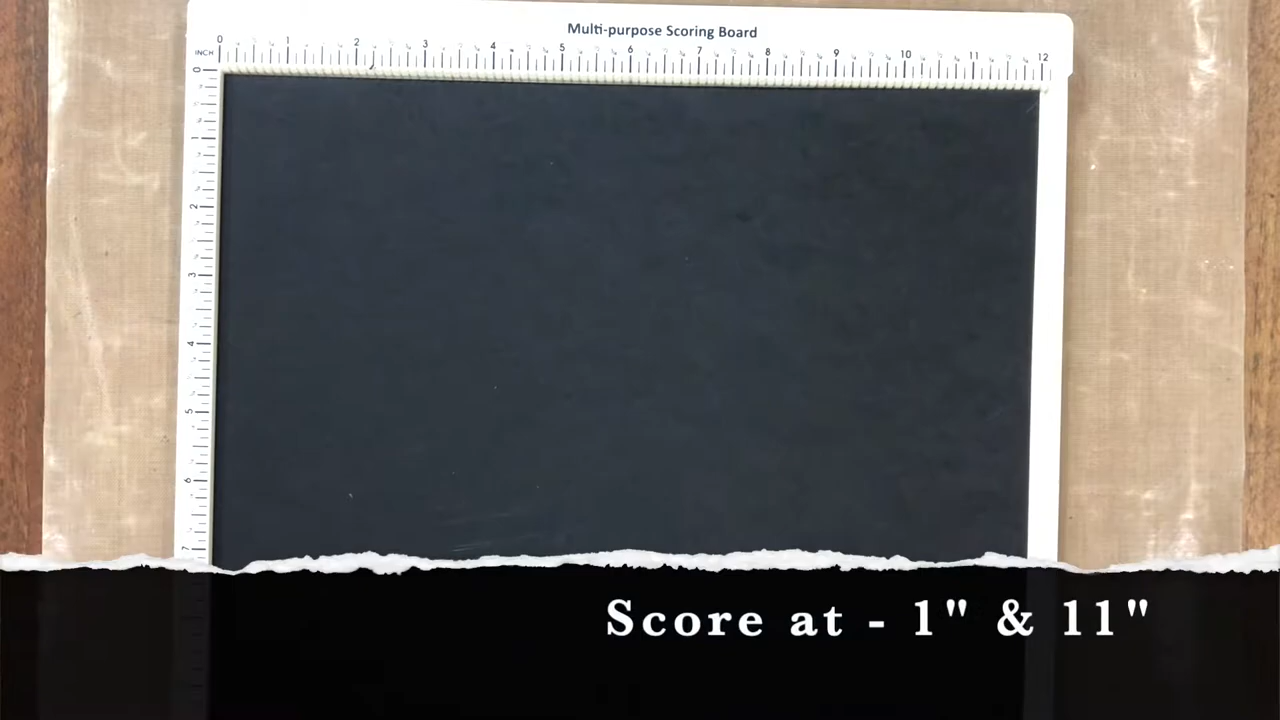 Multi-purpose Scoring Board
0 1 2 3 4 5 6 7 8 9 10 11 12
INCH
0
1
2
3
4
5
6
7
Score at - 1" & 11"